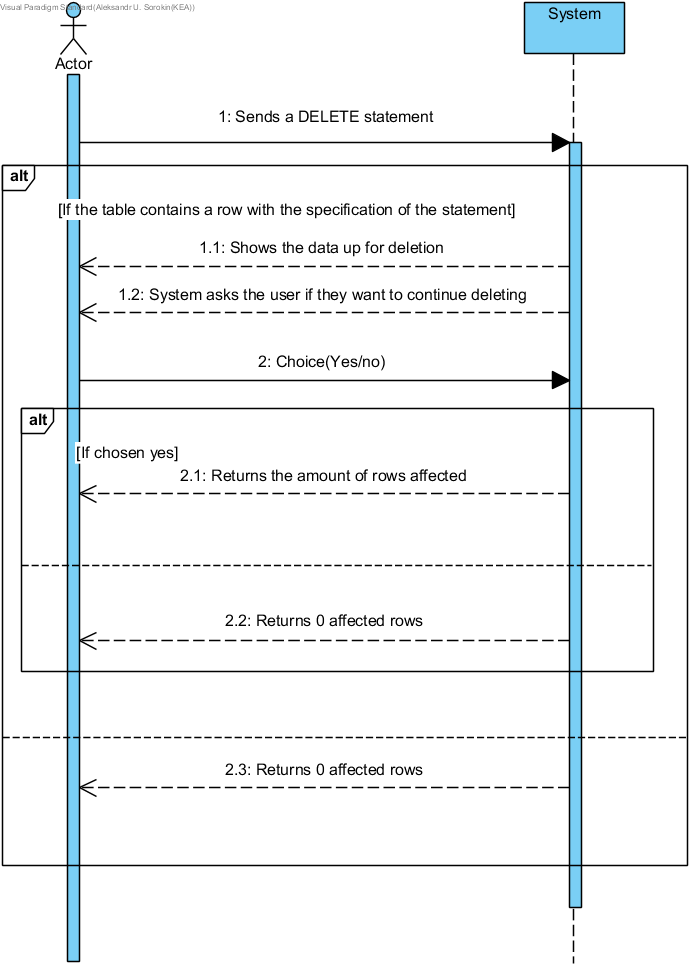 Visual Paradigm Standard(Aleksandr U. Sorokin(KEA))
System
Actor
1: Sends a DELETE statement
alt
[If the table contains a row with the specification of the statement]
1.1: Shows the data up for deletion
1.2: System asks the user if they want to continue deleting
2: Choice(Yes/no)
alt
[If chosen yes]
2.1: Returns the amount of rows affected
2.2: Returns 0 affected rows
2.3: Returns 0 affected rows